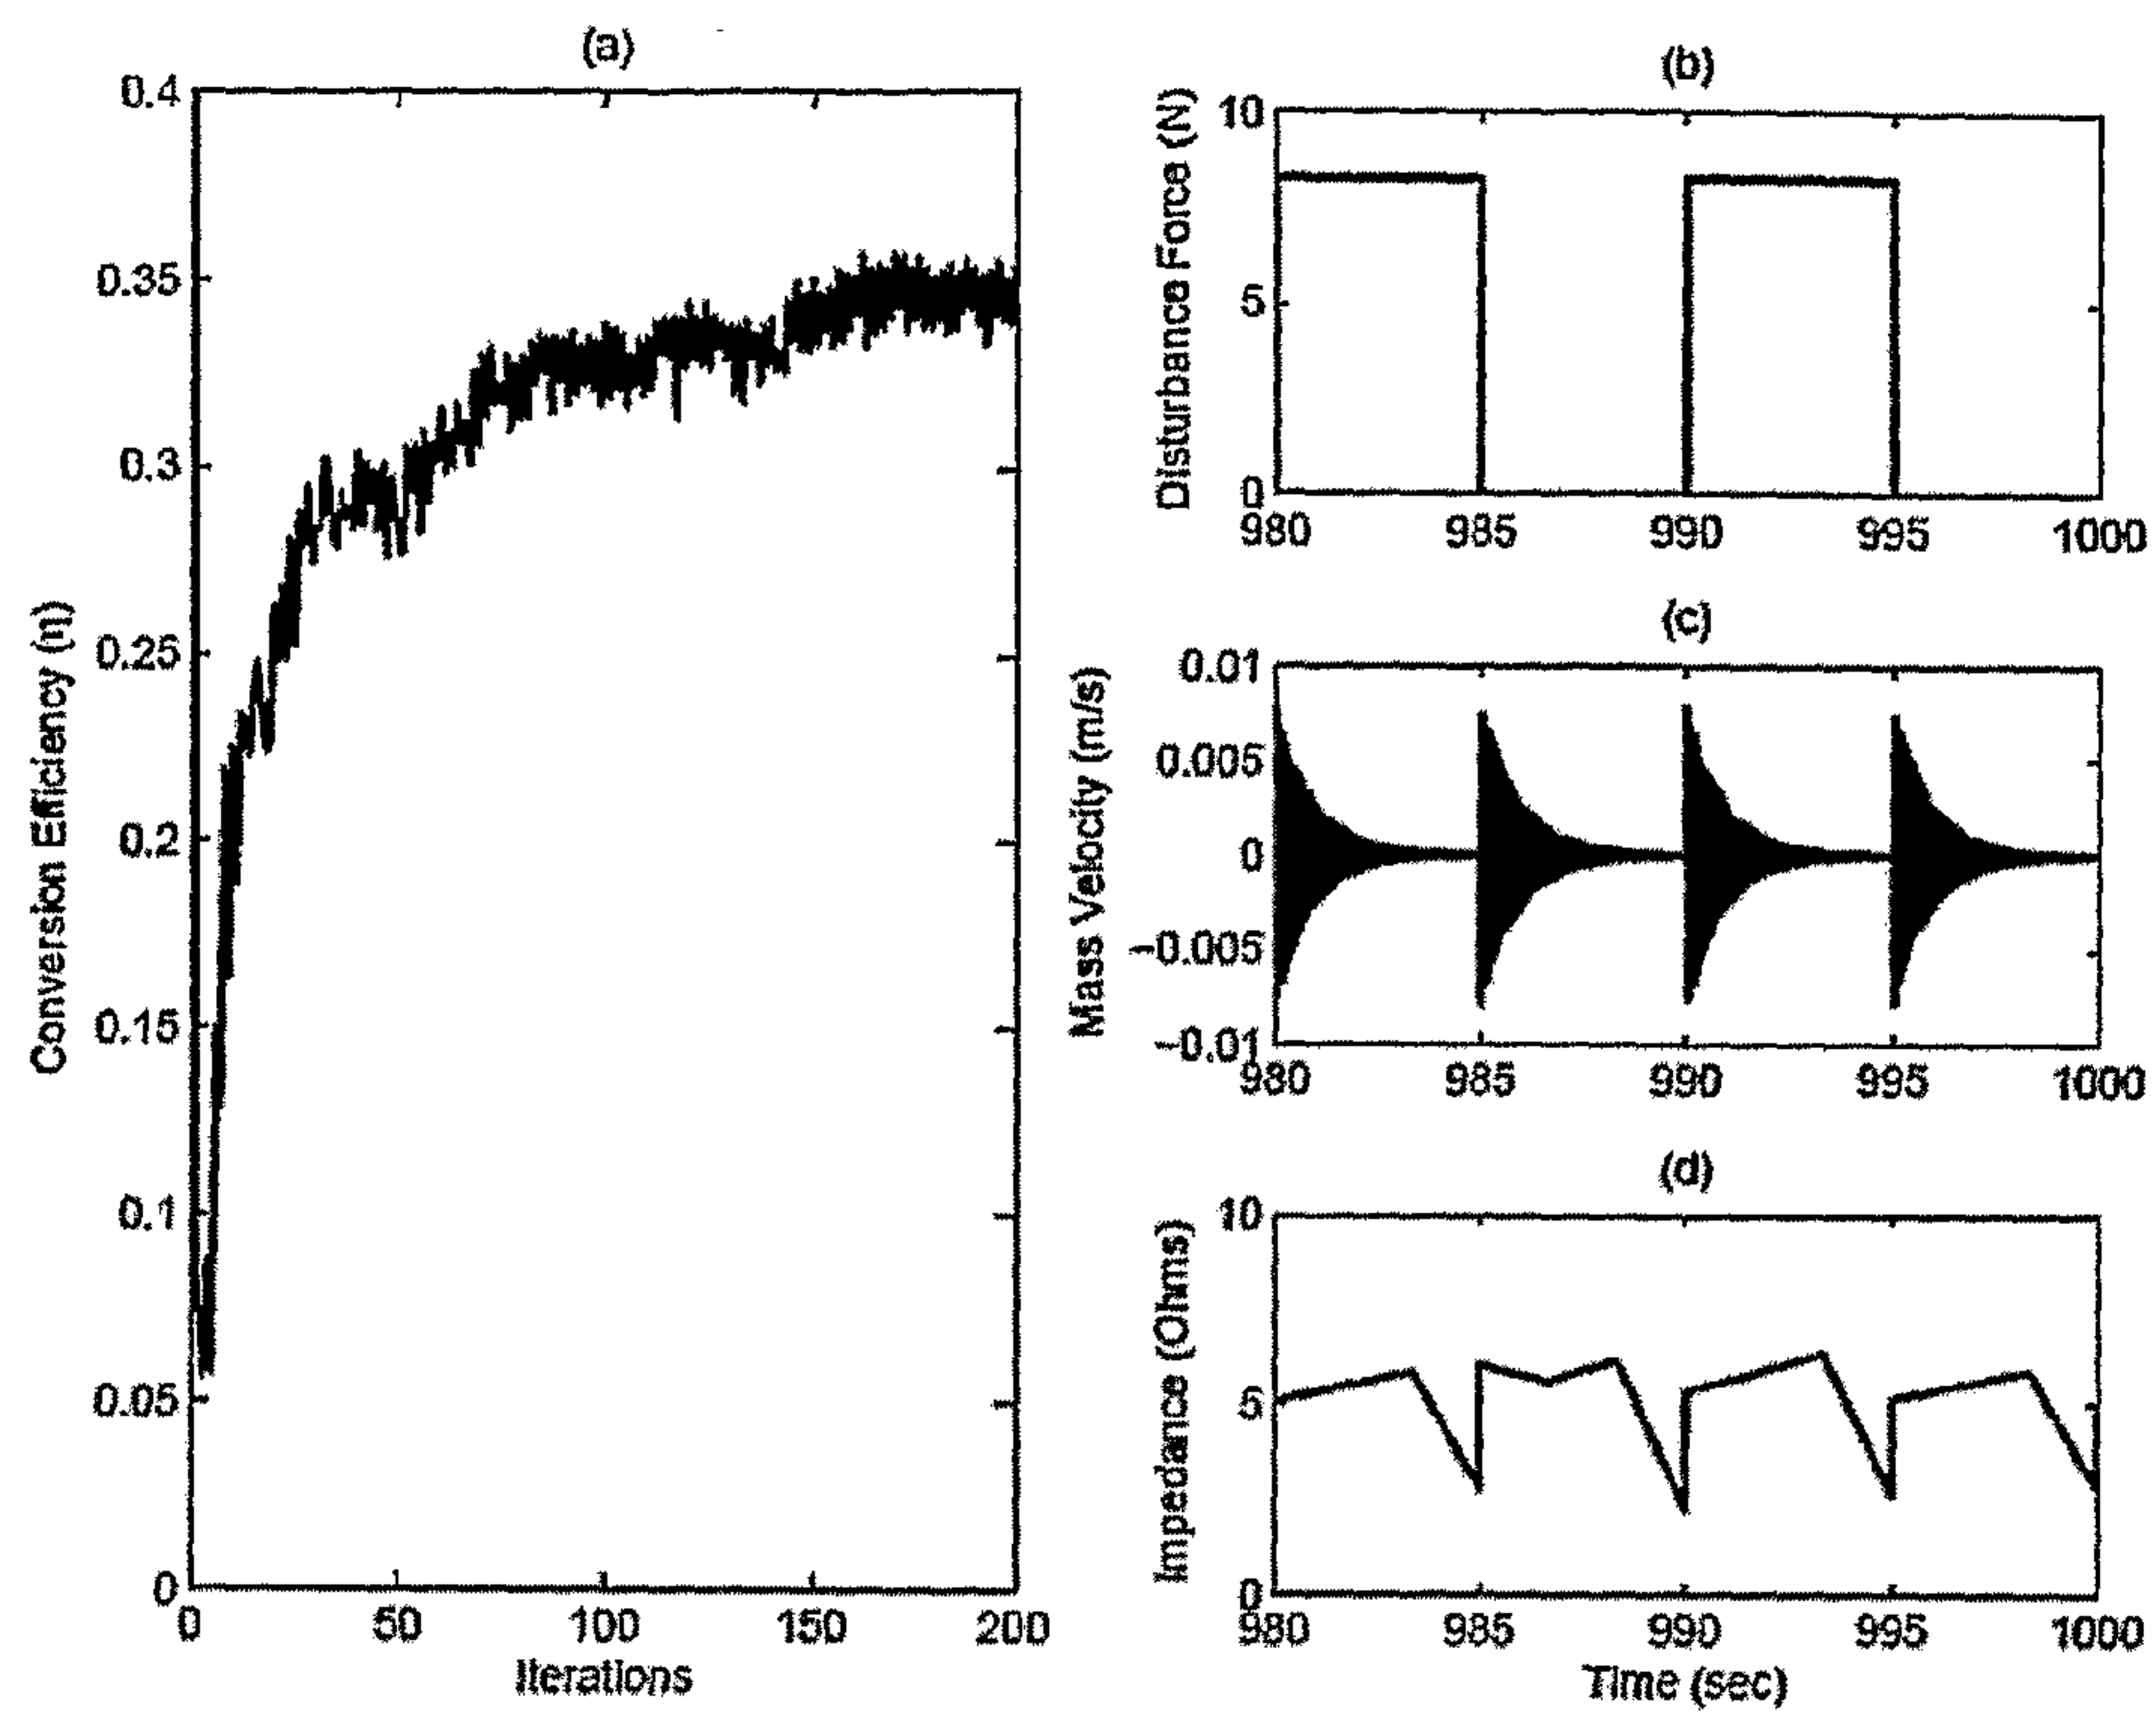 (a)
0.4
0.35
0.3
0.25
0.2
0.15
0.1
0.05
0
0 50 100 150 200
Iterations
Conversion Efficiency (η)
(b)
Disturbance Force (N)
10
5
0
980 985 990 995 1000
(c)
Mass Velocity (m/s)
0.01
0.005
0
-0.005
-0.01
980 985 990 995 1000
(d)
Impedance (Ohms)
10
5
0
980 985 990 995 1000
Time (sec)